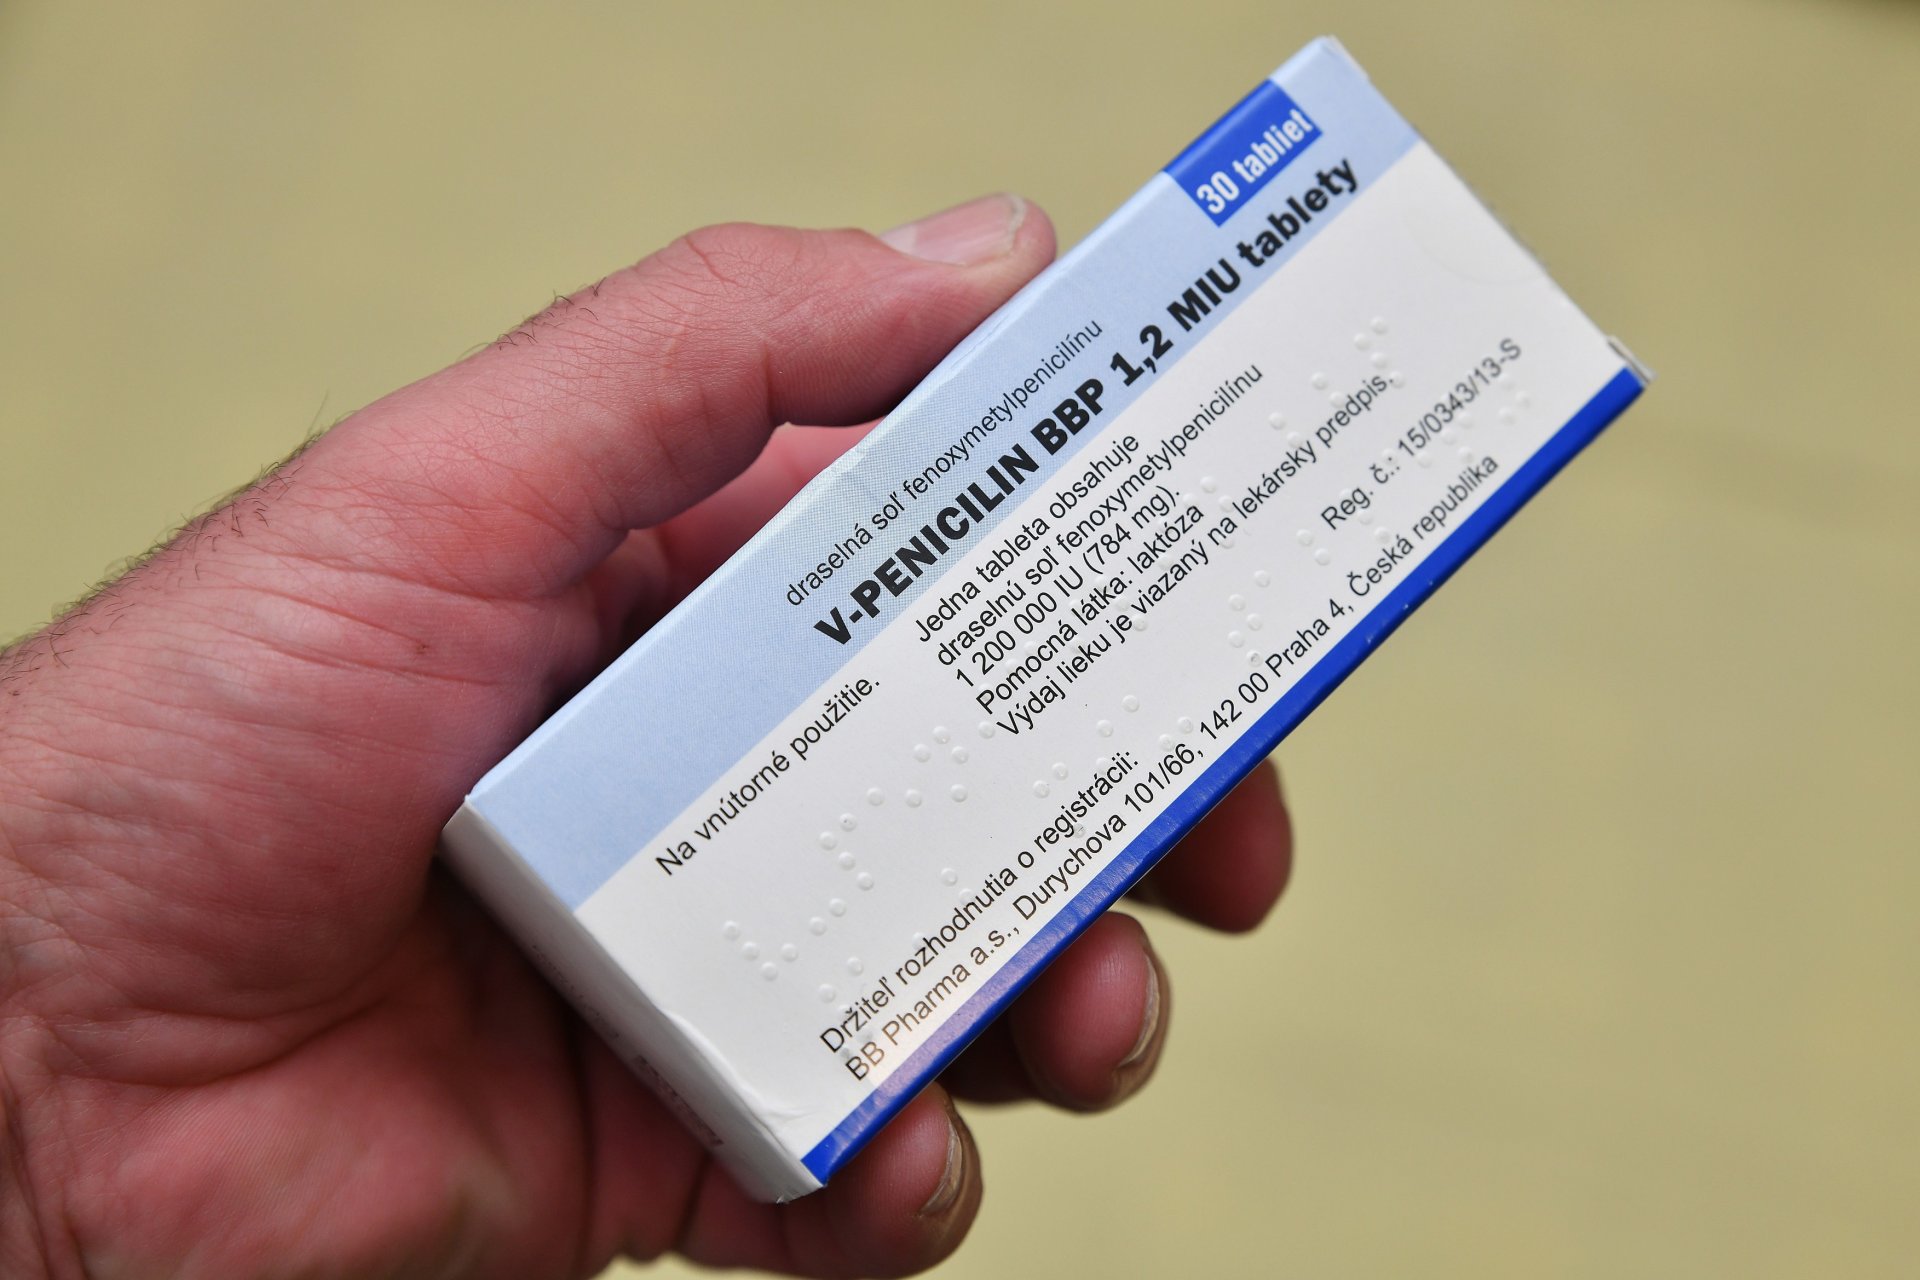 30 tabliet
draselná soľ fenoxymetylpenicilínu
V-PENICILIN BBP 1,2 MIU tablety
Na vnútorné použitie.
Jedna tableta obsahuje
draselnú soľ fenoxymetylpenicilínu
1 200 000 IU (784 mg).
Pomocná látka: laktóza
Výdaj lieku je viazaný na lekársky predpis.
Reg. č.: 15/0343/13-S
Držiteľ rozhodnutia o registrácii:
BB Pharma a.s., Durychova 101/66, 142 00 Praha 4, Česká republika